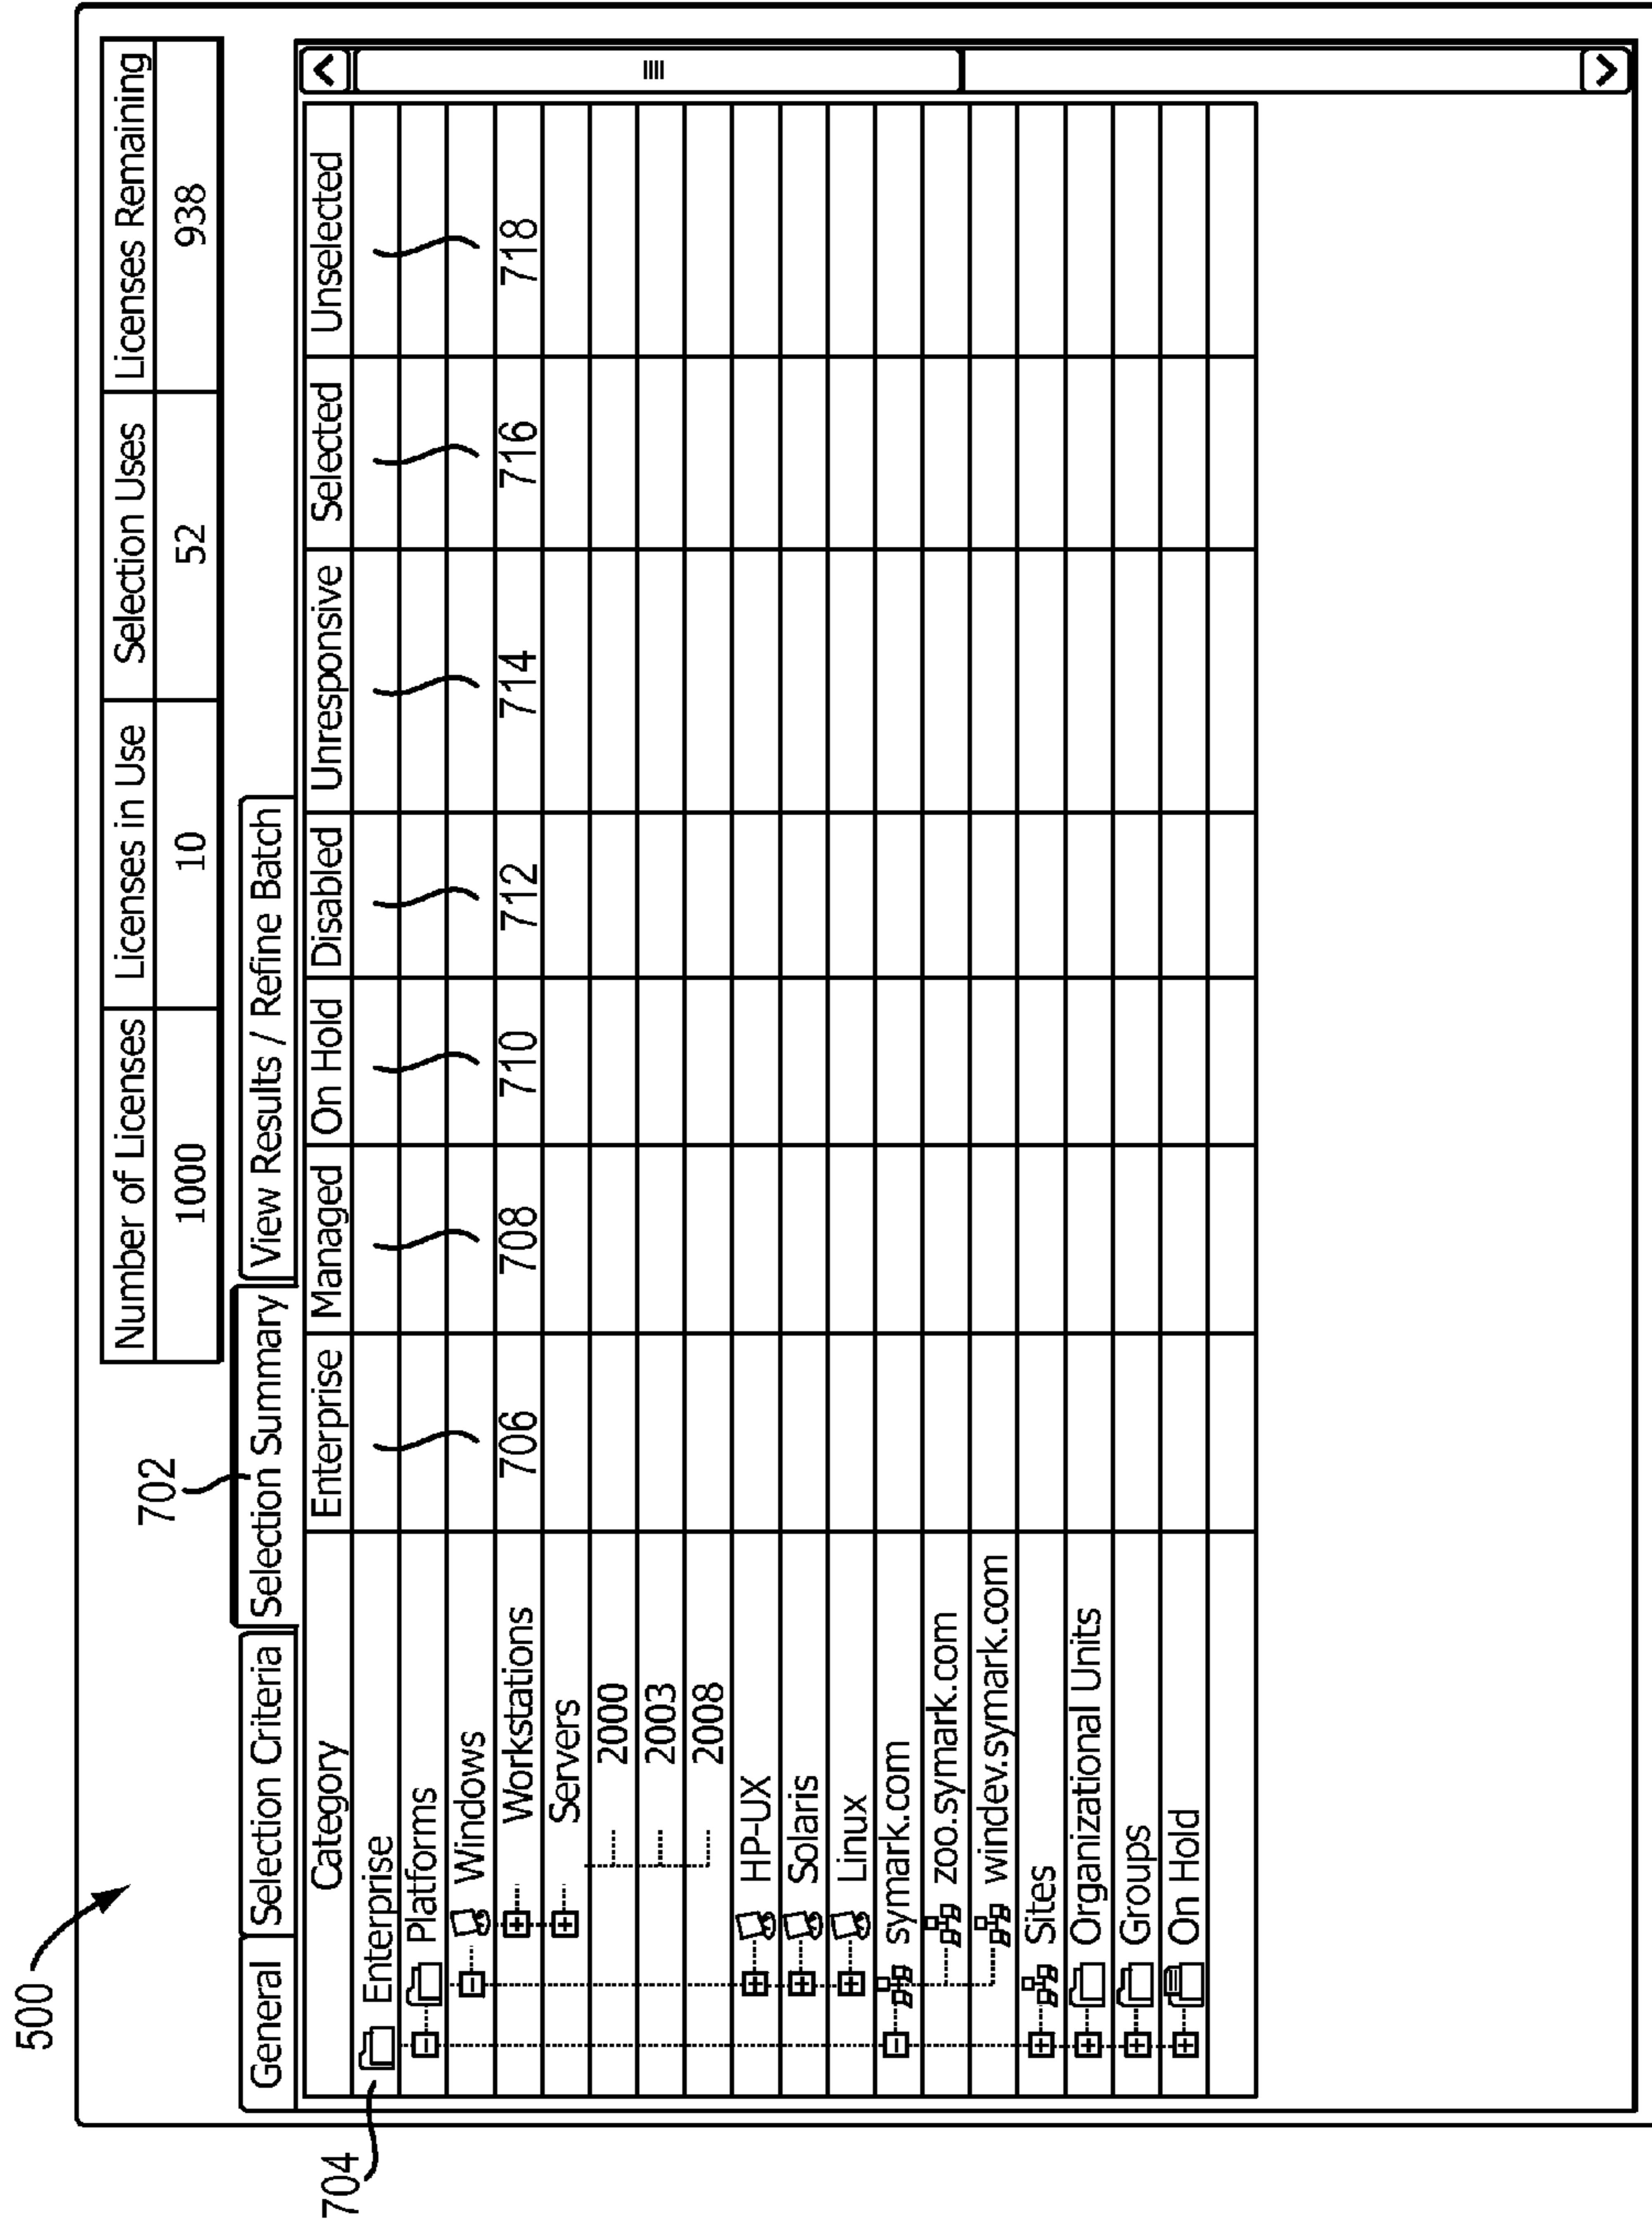 500
Number of Licenses Licenses in Use Selection Uses Licenses Remaining
1000 10 52 938
702
General Selection Criteria Selection Summary View Results / Refine Batch
Category Enterprise Managed On Hold Disabled Unresponsive Selected Unselected
704
Enterprise
Platforms
Windows
Workstations 706 708 710 712 714 716 718
Servers
2000
2003
2008
HP-UX
Solaris
Linux
symark.com
zoo.symark.com
windev.symark.com
Sites
Organizational Units
Groups
On Hold